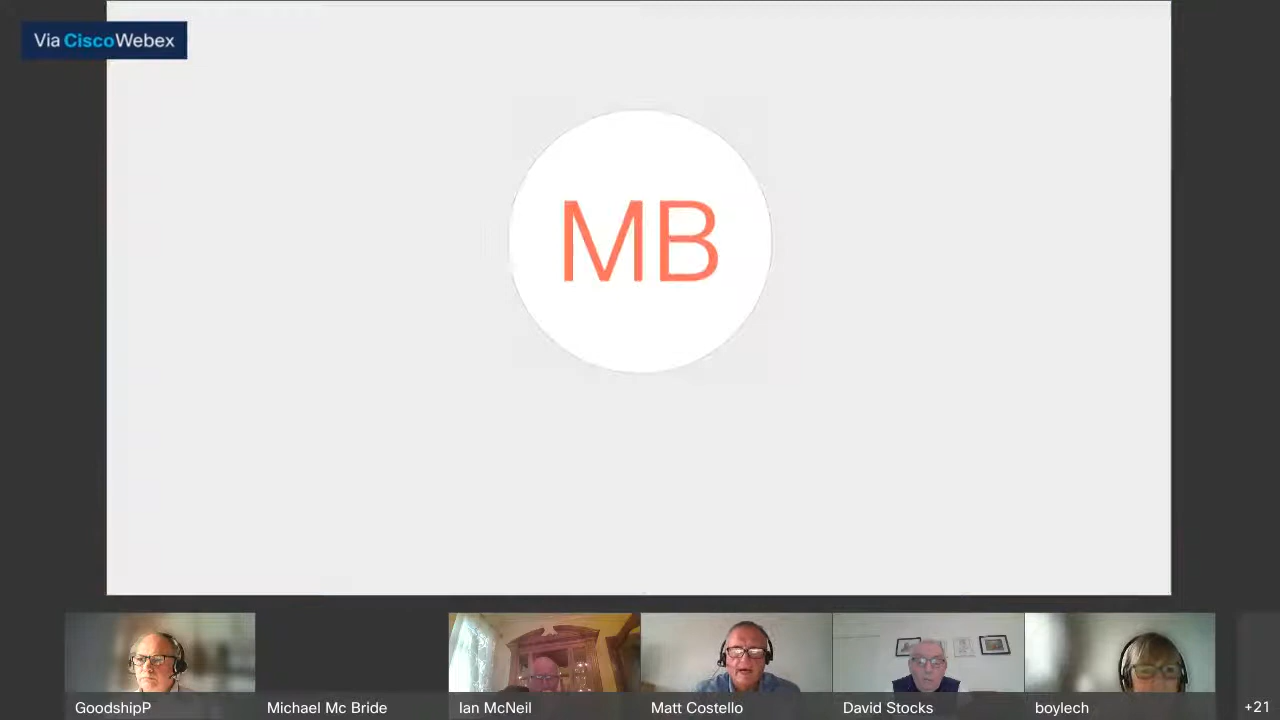 Via CiscoWebex
MB
GoodshipP
Michael Mc Bride
Ian McNeil
Matt Costello
David Stocks
boylech
+21